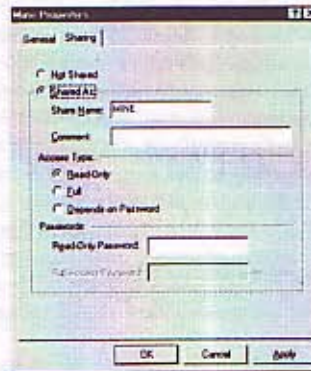 Mine Properties
General Sharing
Not Shared
Shared As:
Share Name: MINE
Comment:
Access Type:
Read-Only
Full
Depends on Password
Passwords:
Read-Only Password:
OK Cancel Apply